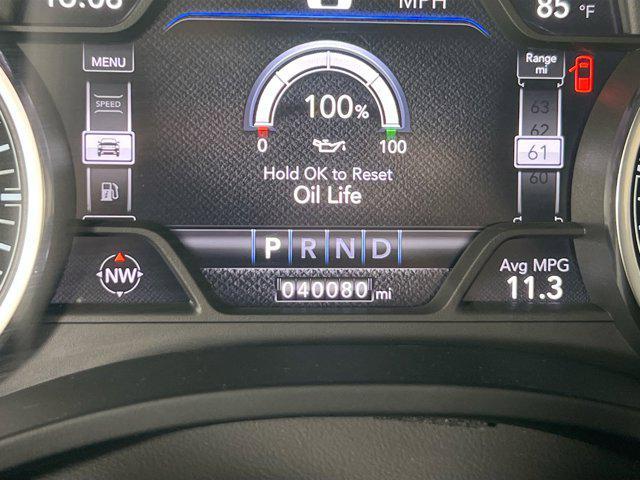 MPH
85 °F
MENU
Range
mi
SPEED
63
100%
62
0
100
61
Hold OK to Reset
60
Oil Life
P R N D
NW
Avg MPG
040080 mi
11.3